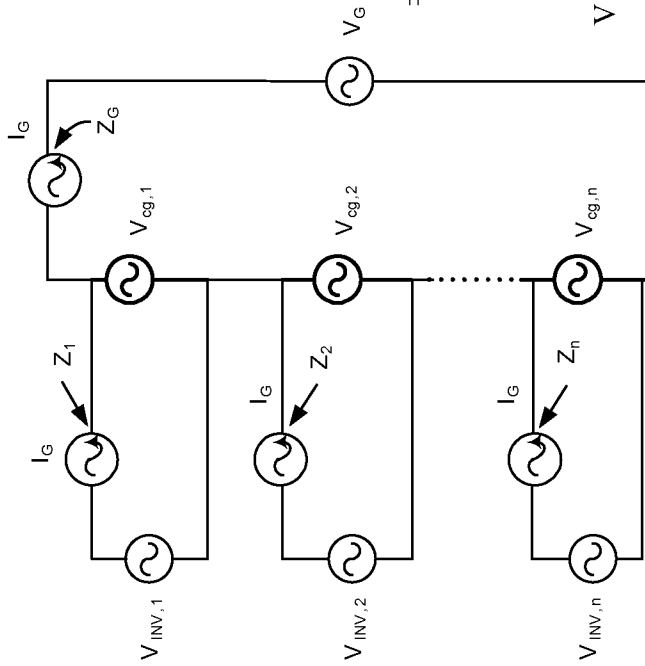 I_G
Z_G
V_G
V
V_cg,1
V_cg,2
V_cg,n
I_G
Z_1
I_G
Z_2
I_G
Z_n
V_INV,1
V_INV,2
V_INV,n